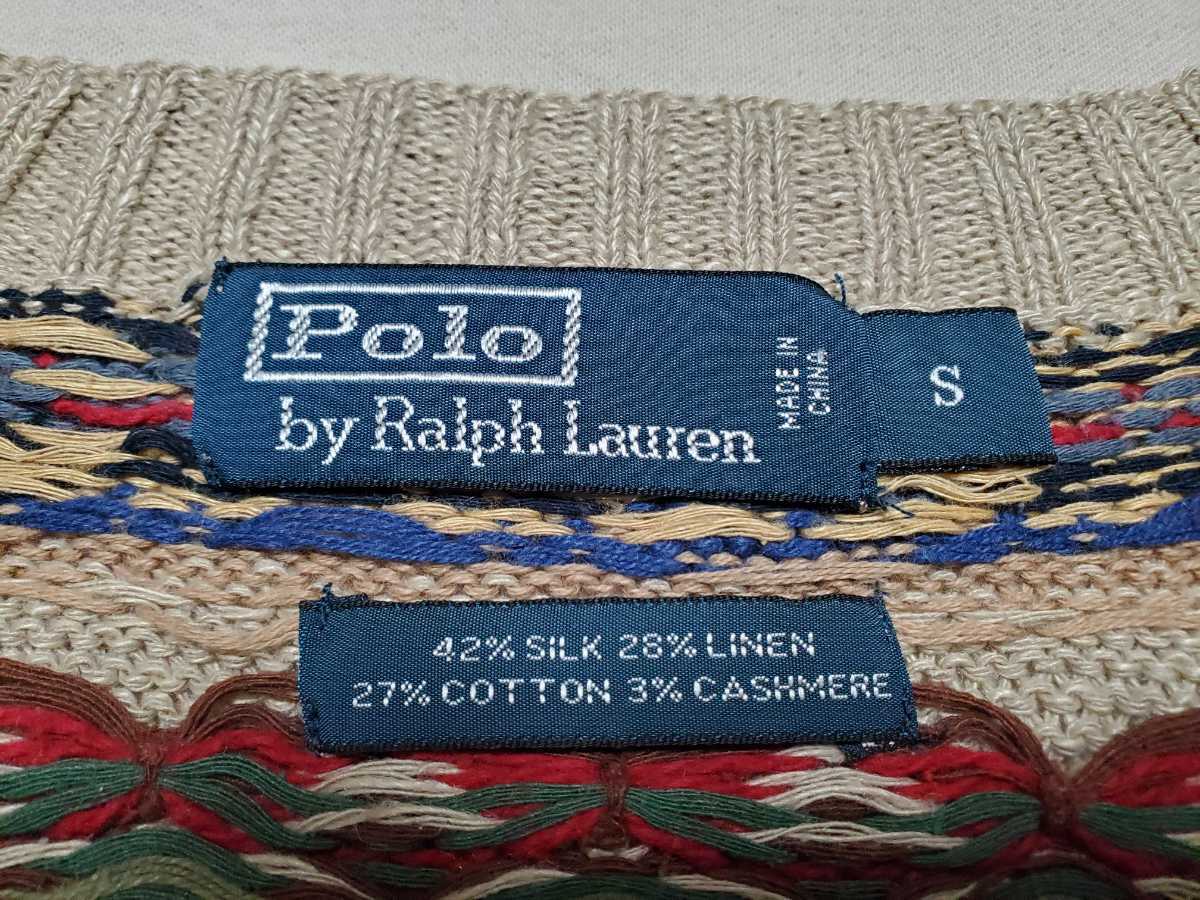 Polo
by Ralph Lauren
MADE IN
CHINA
S
42% SILK 28% LINEN
27% COTTON 3% CASHMERE